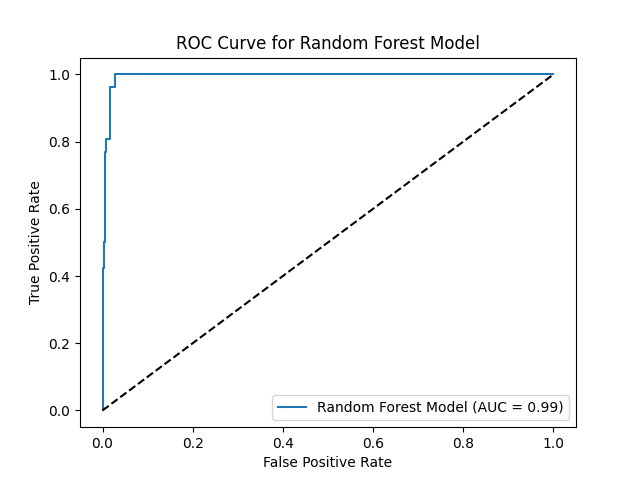 ROC Curve for Random Forest Model
True Positive Rate
1.0
0.8
0.6
0.4
0.2
0.0
Random Forest Model (AUC = 0.99)
0.0 0.2 0.4 0.6 0.8 1.0
False Positive Rate